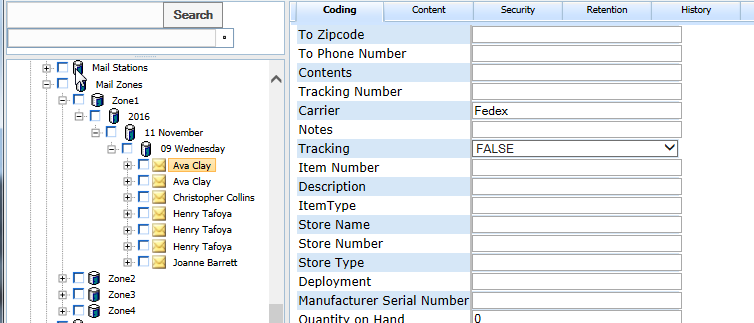 Search
Mail Stations
Mail Zones
Zone1
2016
11 November
09 Wednesday
Ava Clay
Ava Clay
Christopher Collins
Henry Tafoya
Henry Tafoya
Henry Tafoya
Joanne Barrett
Zone2
Zone3
Zone4
Coding Content Security Retention History
To Zipcode
To Phone Number
Contents
Tracking Number
Carrier Fedex
Notes
Tracking FALSE
Item Number
Description
ItemType
Store Name
Store Number
Store Type
Deployment
Manufacturer Serial Number
Quantity on Hand 0